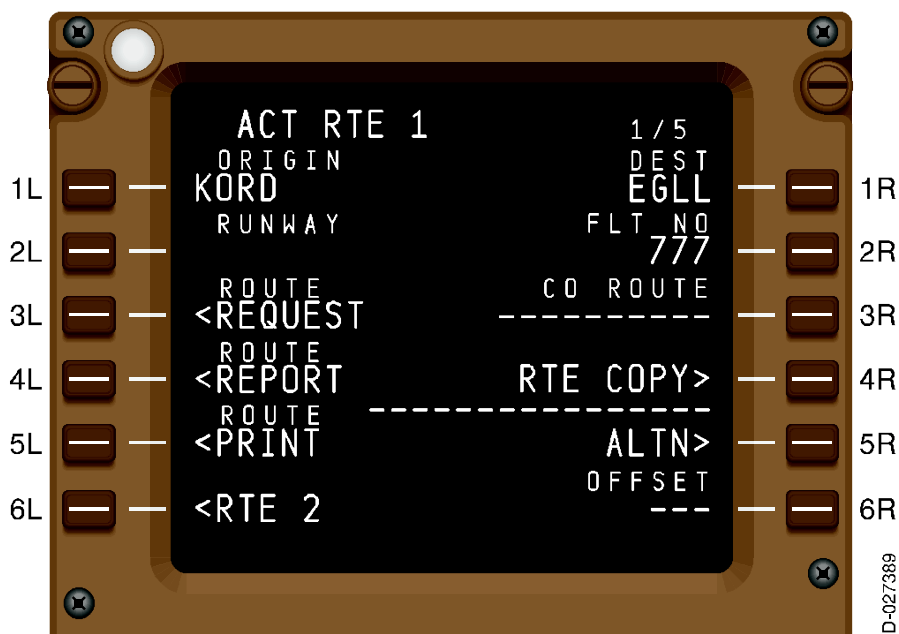 ACT RTE 1 1/5
ORIGIN DEST
1L KORD EGLL 1R
RUNWAY FLT NO
2L 777 2R
ROUTE CO ROUTE
3L <REQUEST ---------- 3R
ROUTE
4L <REPORT RTE COPY> 4R
ROUTE ----------------
5L <PRINT ALTN> 5R
OFFSET
6L <RTE 2 --- 6R
D-027389